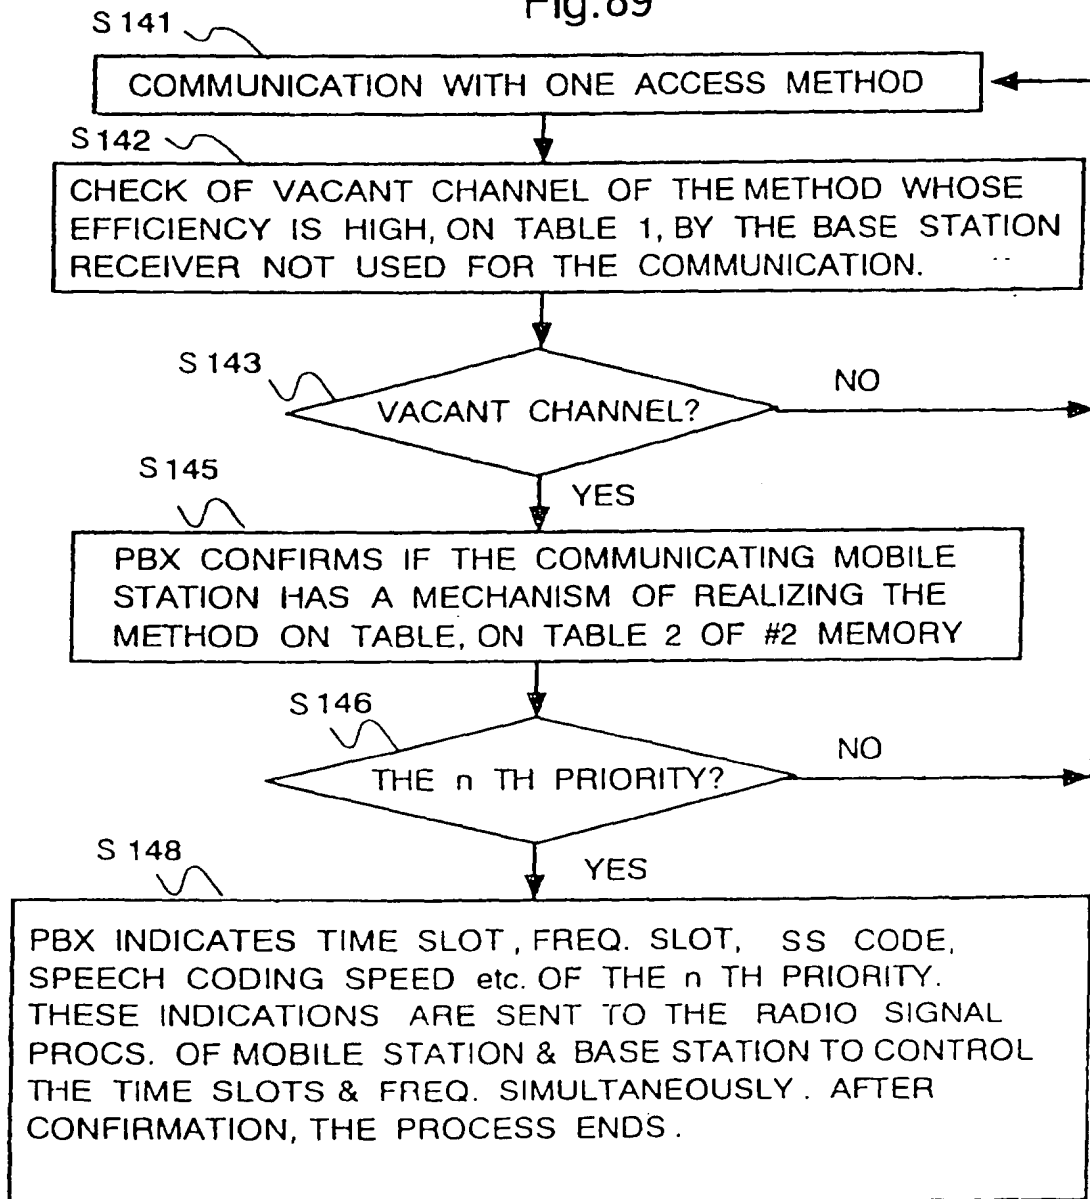 Fig.89
S141
COMMUNICATION WITH ONE ACCESS METHOD
S142
CHECK OF VACANT CHANNEL OF THE METHOD WHOSE
EFFICIENCY IS HIGH, ON TABLE 1, BY THE BASE STATION
RECEIVER NOT USED FOR THE COMMUNICATION.
S143
VACANT CHANNEL?
NO
YES
S145
PBX CONFIRMS IF THE COMMUNICATING MOBILE
STATION HAS A MECHANISM OF REALIZING THE
METHOD ON TABLE, ON TABLE 2 OF #2 MEMORY
S146
THE n TH PRIORITY?
NO
YES
S148
PBX INDICATES TIME SLOT, FREQ. SLOT, SS CODE,
SPEECH CODING SPEED etc. OF THE n TH PRIORITY.
THESE INDICATIONS ARE SENT TO THE RADIO SIGNAL
PROCS. OF MOBILE STATION & BASE STATION TO CONTROL
THE TIME SLOTS & FREQ. SIMULTANEOUSLY. AFTER
CONFIRMATION, THE PROCESS ENDS.